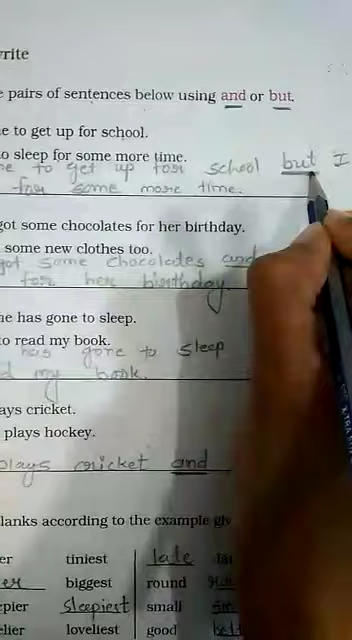 rite
e pairs of sentences below using and or but.
e to get up for school.
o sleep for some more time.
e to get up for school but I
for some more time.
got some chocolates for her birthday.
some new clothes too.
got some chocolates and
for her birthday.
he has gone to sleep.
to read my book.
has gone to sleep
d my book.
ays cricket.
plays hockey.
plays cricket and
lanks according to the example giv
er tiniest late
er biggest round
pier sleepiest small
elier loveliest good